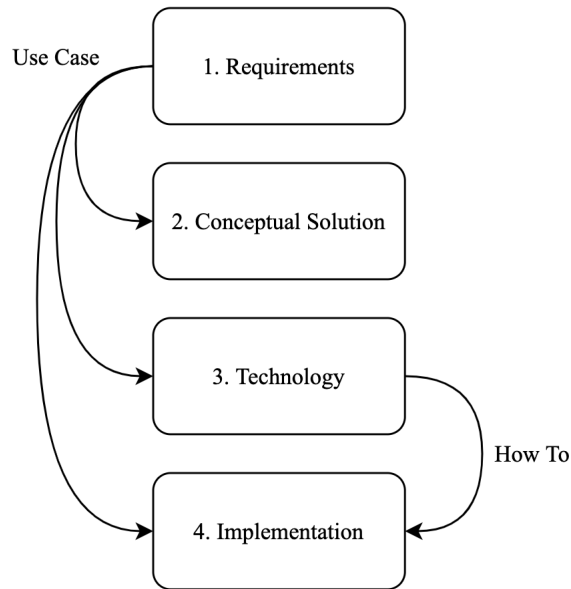 Use Case
1. Requirements
2. Conceptual Solution
3. Technology
How To
4. Implementation